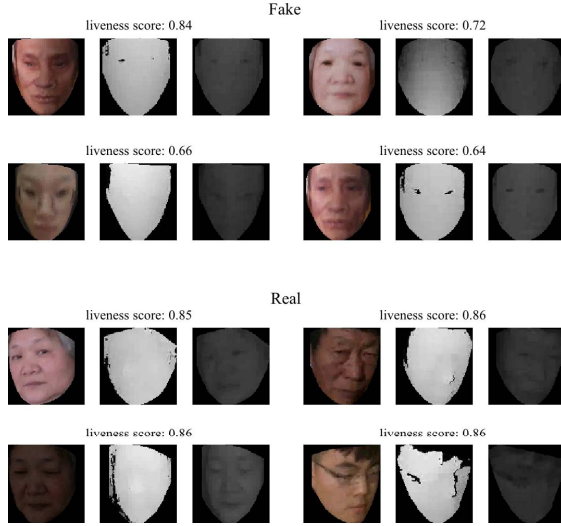 Fake
liveness score: 0.84
liveness score: 0.72
liveness score: 0.66
liveness score: 0.64
Real
liveness score: 0.85
liveness score: 0.86
liveness score: 0.86
liveness score: 0.86